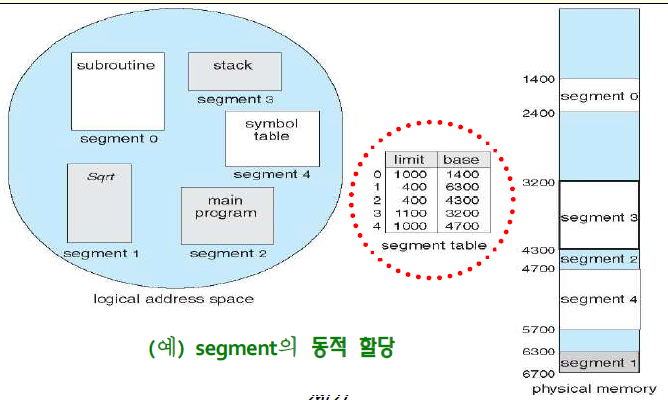 subroutine
segment 0
stack
segment 3
symbol
table
segment 4
Sqrt
segment 1
main
program
segment 2
logical address space
limit base
0 1000 1400
1 400 6300
2 400 4300
3 1100 3200
4 1000 4700
segment table
1400
segment 0
2400
3200
segment 3
4300
segment 2
4700
segment 4
5700
6300
segment 1
6700
physical memory
(예) segment의 동적 할당